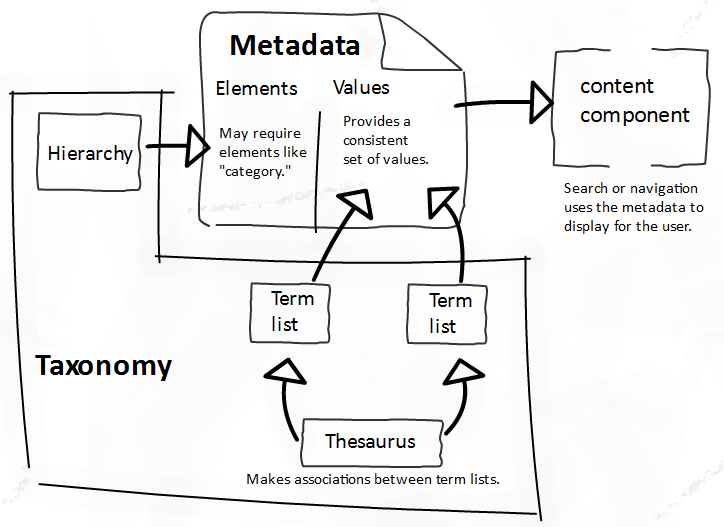 Metadata
Elements
Values
May require
elements like
"category."
Provides a
consistent
set of values.
Hierarchy
content
component
Search or navigation
uses the metadata to
display for the user.
Term
list
Term
list
Taxonomy
Thesaurus
Makes associations between term lists.